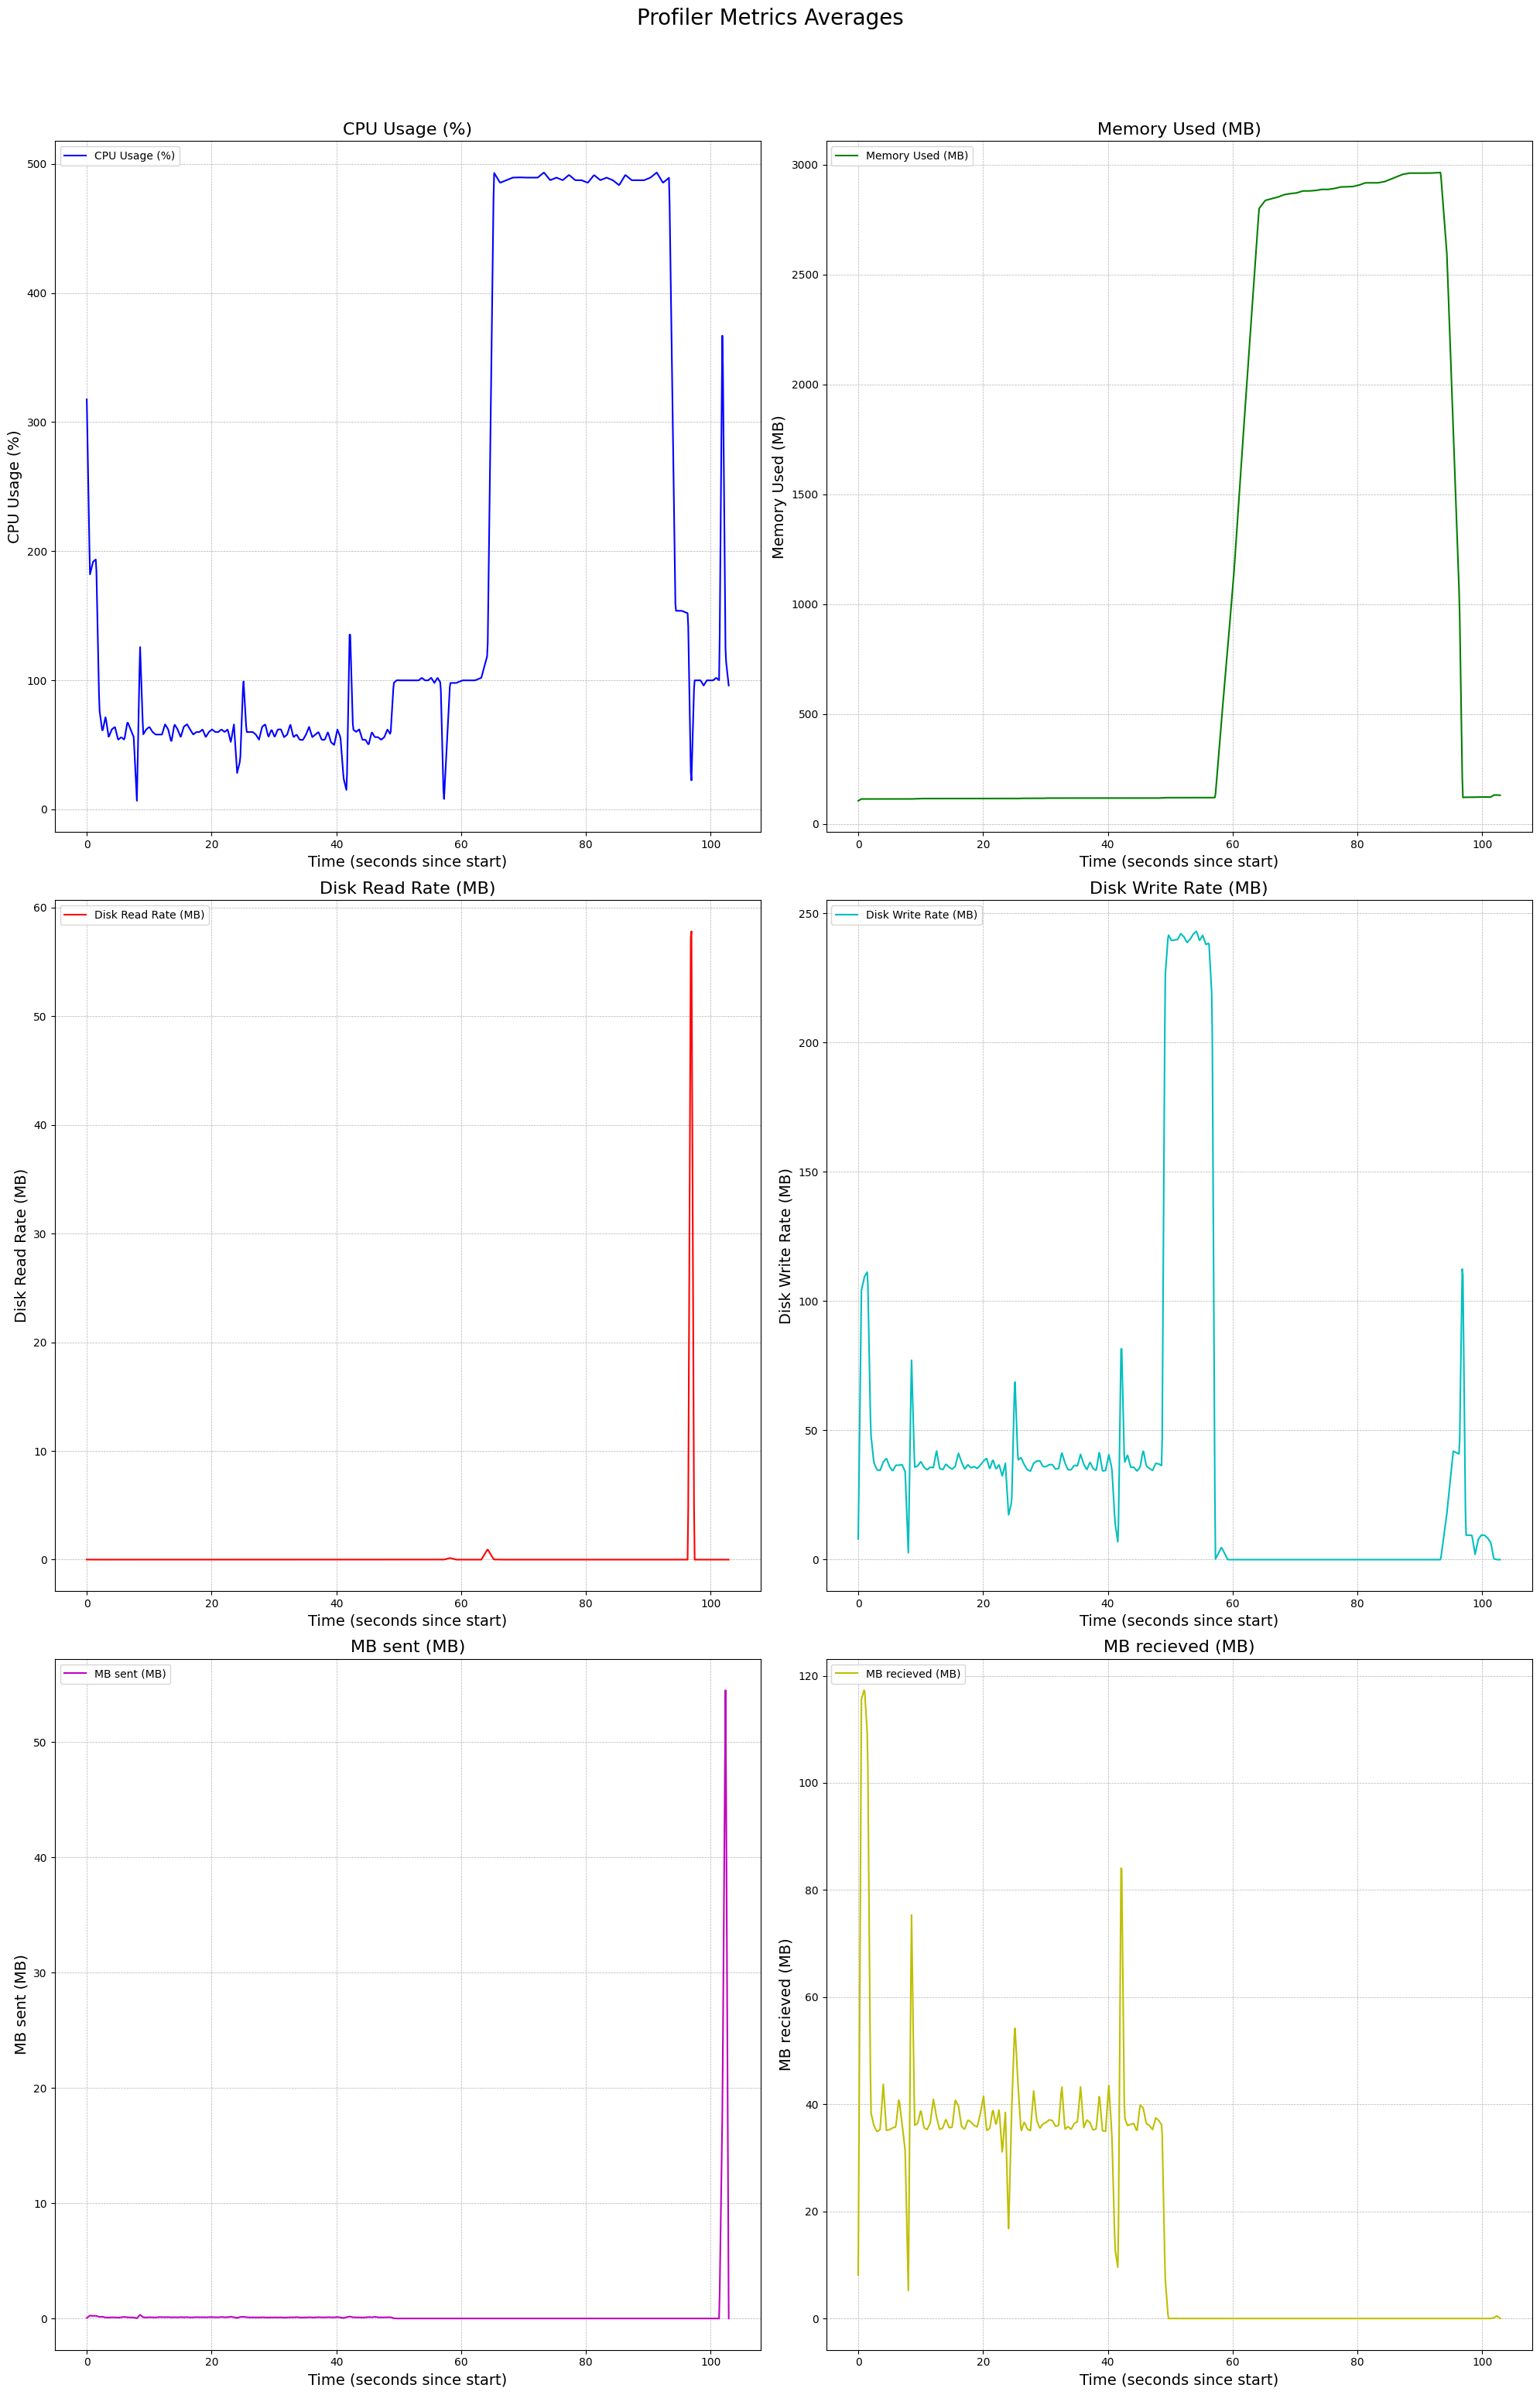 Profiler Metrics Averages
CPU Usage (%)
CPU Usage (%)
CPU Usage (%)
500
400
300
200
100
0
0 20 40 60 80 100
Time (seconds since start)
Memory Used (MB)
Memory Used (MB)
Memory Used (MB)
3000
2500
2000
1500
1000
500
0
0 20 40 60 80 100
Time (seconds since start)
Disk Read Rate (MB)
Disk Read Rate (MB)
Disk Read Rate (MB)
60
50
40
30
20
10
0
0 20 40 60 80 100
Time (seconds since start)
Disk Write Rate (MB)
Disk Write Rate (MB)
Disk Write Rate (MB)
250
200
150
100
50
0
0 20 40 60 80 100
Time (seconds since start)
MB sent (MB)
MB sent (MB)
MB sent (MB)
50
40
30
20
10
0
0 20 40 60 80 100
Time (seconds since start)
MB recieved (MB)
MB recieved (MB)
MB recieved (MB)
120
100
80
60
40
20
0
0 20 40 60 80 100
Time (seconds since start)